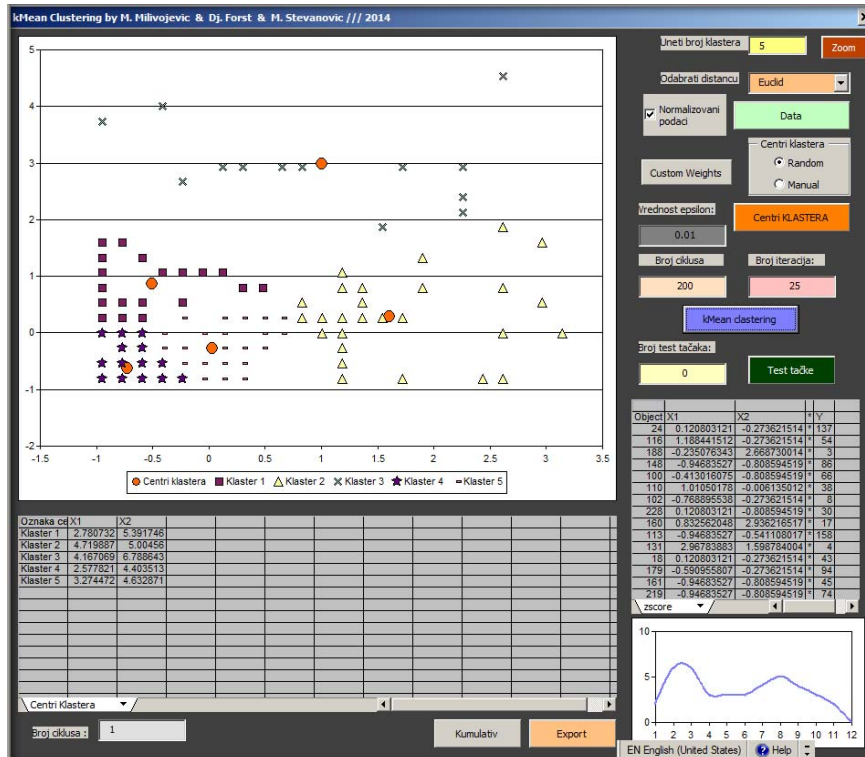 kMean Clustering by M. Milivojevic & Dj. Forst & M. Stevanovic /// 2014
Uneti broj klastera 5 Zoom
Odabrati distancu Euclid
Normalizovani podaci Data
Centri klastera
Random
Manual
Custom Weights
Vrednost epsilon: 0.01 Centri KLASTERA
Broj ciklusa Broj iteracija:
200 25
kMean clastering
Broj test tačaka:
0 Test tačke
5
4
3
2
1
0
-1
-2
-1.5 -1 -0.5 0 0.5 1 1.5 2 2.5 3 3.5
Centri klastera Klaster 1 Klaster 2 Klaster 3 Klaster 4 Klaster 5
Object X1 X2 * Y
24 0.120803121 -0.273621514 * 137
116 1.188441512 -0.273621514 * 54
188 -0.235076343 2.668730014 * 3
148 -0.94683527 -0.808594519 * 86
100 -0.413016075 -0.808594519 * 66
110 1.01050178 -0.006135012 * 38
102 -0.768895538 -0.273621514 * 8
228 0.120803121 -0.808594519 * 30
160 0.832562048 2.936216517 * 17
113 -0.94683527 -0.541108017 * 158
131 2.96783883 1.598784004 * 4
18 0.120803121 -0.273621514 * 43
179 -0.590955807 -0.273621514 * 94
161 -0.94683527 -0.808594519 * 45
219 -0.94683527 -0.808594519 * 74
zscore
Oznaka ce X1 X2
Klaster 1 2.780732 5.391746
Klaster 2 4.719887 5.00456
Klaster 3 4.167069 6.788643
Klaster 4 2.577821 4.403513
Klaster 5 3.274472 4.632871
Centri Klastera
Broj ciklusa : 1
Kumulativ Export
10
5
0
1 2 3 4 5 6 7 8 9 10 11 12
EN English (United States) Help